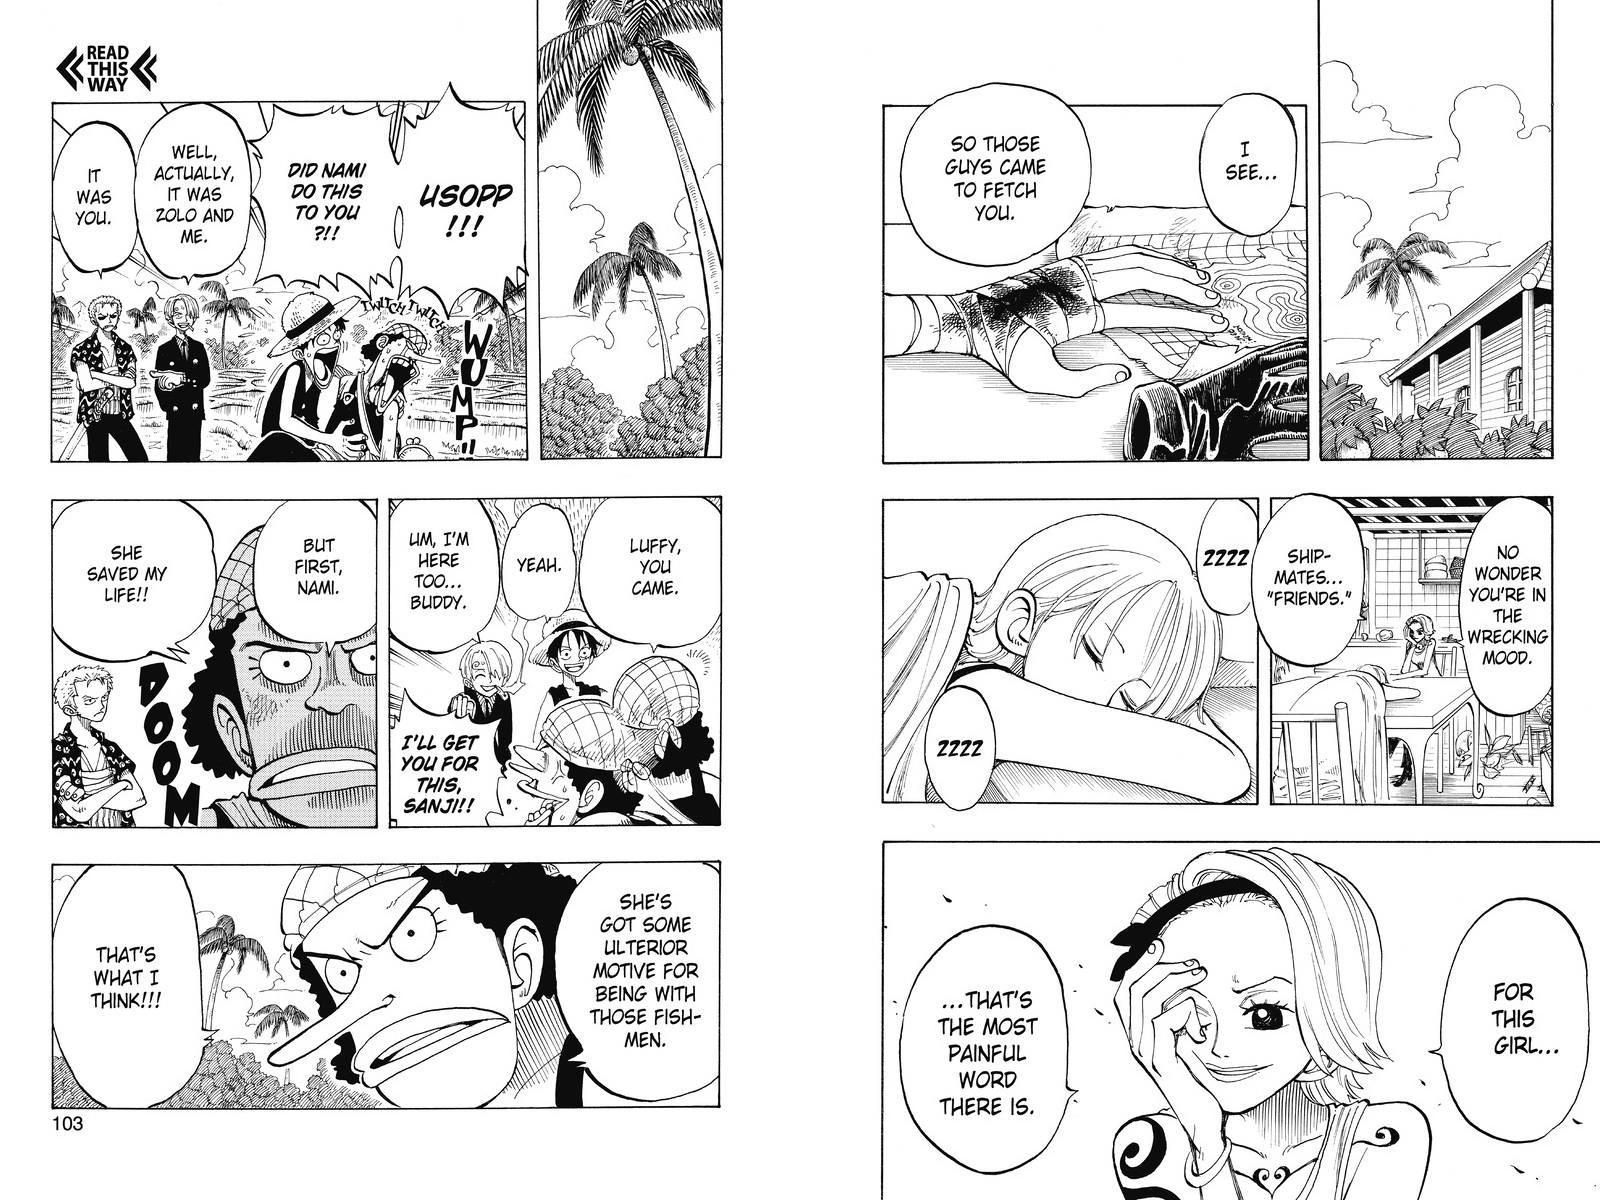 I
SEE...
SO THOSE
GUYS CAME
TO FETCH
YOU.
NO
WONDER
YOU'RE IN
THE
WRECKING
MOOD.
SHIP-
MATES...
"FRIENDS."
ZZZZ
ZZZZ
FOR
THIS
GIRL...
...THAT'S
THE MOST
PAINFUL
WORD
THERE IS.
READ
THIS
WAY
USOPP
!!!
DID NAMI
DO THIS
TO YOU
?!!
TWITCH TWITCH
WUMP!!
WELL,
ACTUALLY,
IT WAS
ZOLO AND
ME.
IT
WAS
YOU.
LUFFY,
YOU
CAME.
YEAH.
UM, I'M
HERE
TOO...
BUDDY.
I'LL GET
YOU FOR
THIS,
SANJI!!
BUT
FIRST,
NAMI.
SHE
SAVED MY
LIFE!!
DOOM
SHE'S
GOT SOME
ULTERIOR
MOTIVE FOR
BEING WITH
THOSE FISH-
MEN.
THAT'S
WHAT I
THINK!!!
103